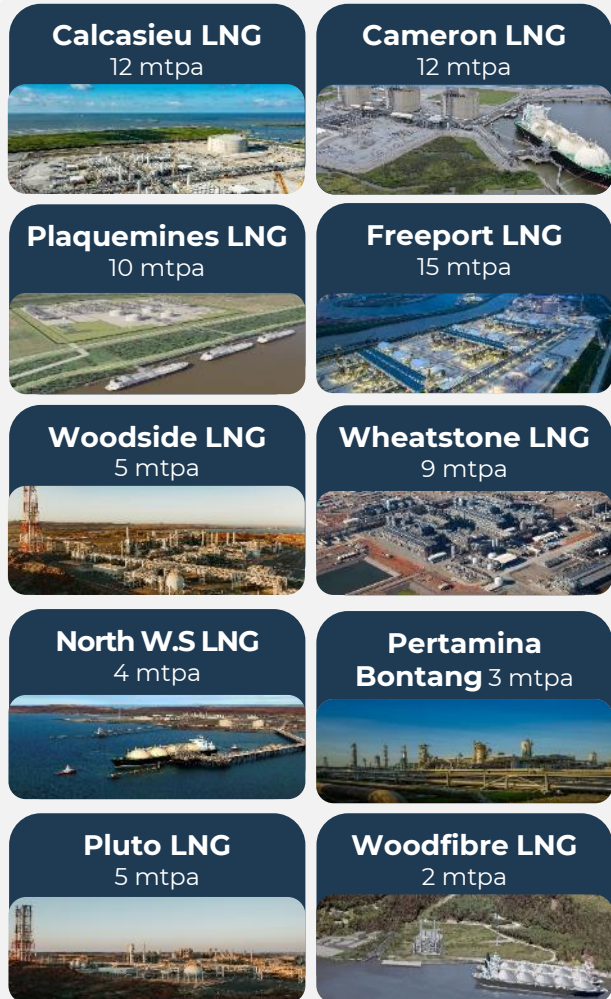 Calcasieu LNG
12 mtpa
Cameron LNG
12 mtpa
Plaquemines LNG
10 mtpa
Freeport LNG
15 mtpa
Woodside LNG
5 mtpa
Wheatstone LNG
9 mtpa
North W.S LNG
4 mtpa
Pertamina
Bontang 3 mtpa
Pluto LNG
5 mtpa
Woodfibre LNG
2 mtpa